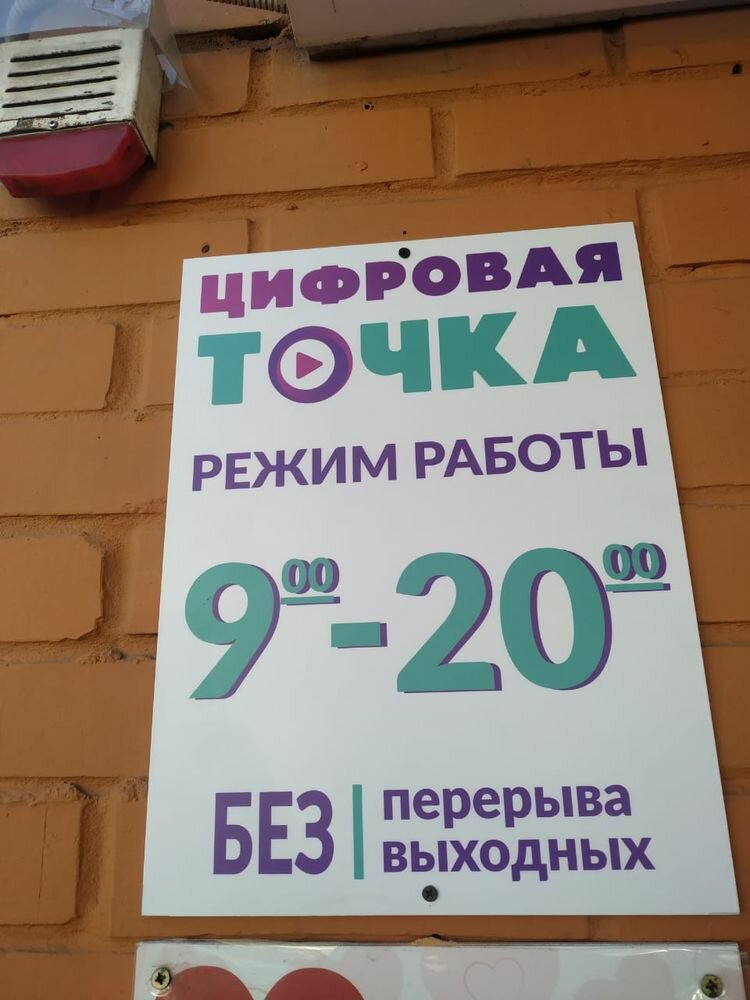 ЦИФРОВАЯ
ТОЧКА
РЕЖИМ РАБОТЫ
9⁰⁰-20⁰⁰
БЕЗ перерыва
выходных